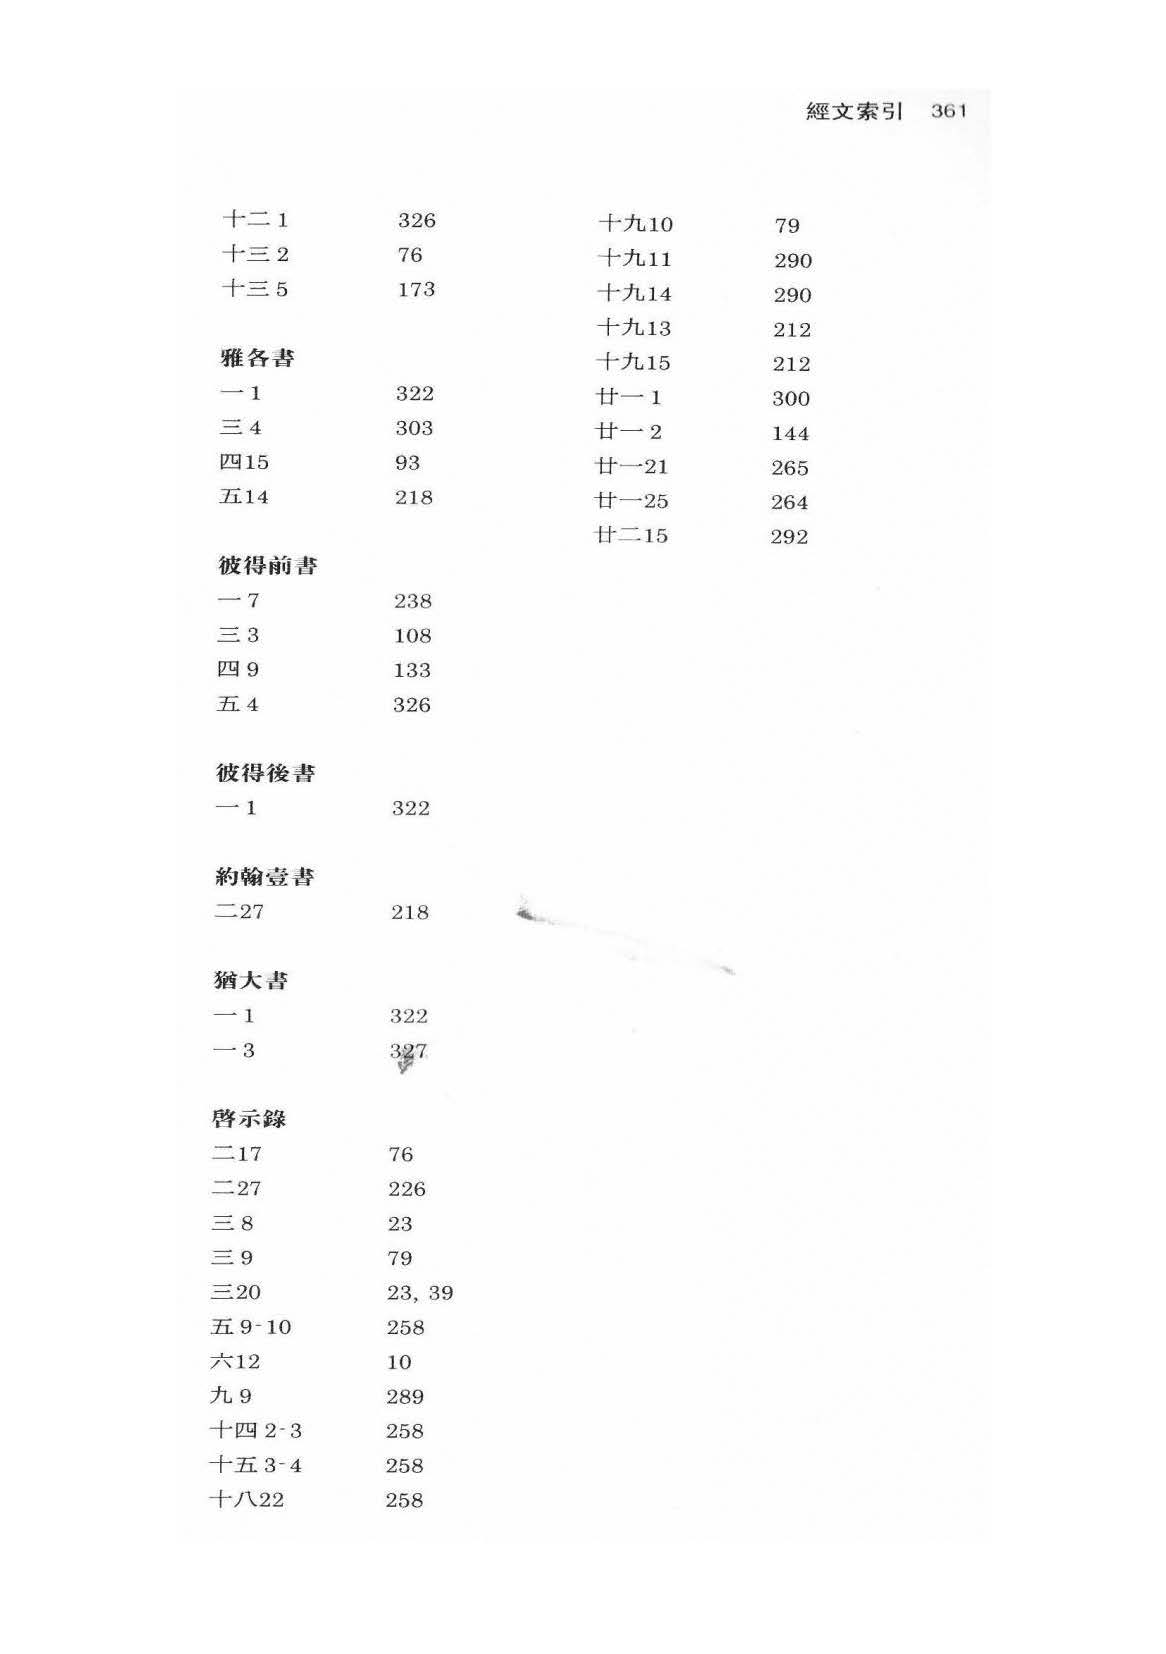 經文索引 361
十二 1 326
十三 2 76
十三 5 173
雅各書
一 1 322
三 4 303
四15 93
五14 218
彼得前書
一 7 238
三 3 108
四 9 133
五 4 326
彼得後書
一 1 322
約翰壹書
二27 218
猶大書
一 1 322
一 3 327
啓示錄
二17 76
二27 226
三 8 23
三 9 79
三20 23, 39
五 9-10 258
六12 10
九 9 289
十四 2-3 258
十五 3-4 258
十八22 258
十九10 79
十九11 290
十九14 290
十九13 212
十九15 212
廿一 1 300
廿一 2 144
廿一21 265
廿一25 264
廿二15 292